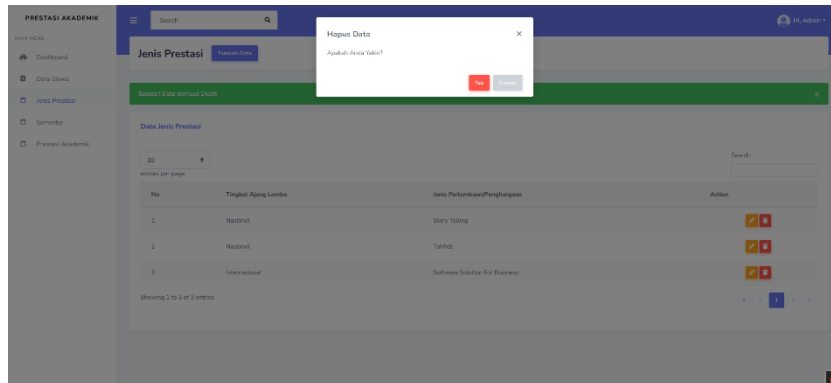 PRESTASI AKADEMIK
MAIN MENU
Dashboard
Data Siswa
Jenis Prestasi
Semester
Prestasi Akademik
Search
Hi, Admin
Jenis Prestasi
Tambah Data
Hapus Data
×
Apakah Anda Yakin?
Yes
Cancel
Success ! Data Berhasil Diedit
x
Data Jenis Prestasi
10
entries per page
Search:
No Tingkat Ajang Lomba Jenis Perlombaan/Penghargaan Action
1 Nasional Story Telling
2 Nasional
3 Internasional Software Solution For Business
Showing 1 to 3 of 3 entries
« ‹ 1 › »